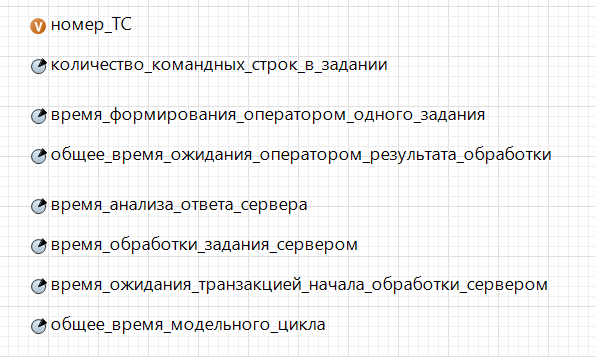 номер_ТС
количество_командных_строк_в_задании
время_формирования_оператором_одного_задания
общее_время_ожидания_оператором_результата_обработки
время_анализа_ответа_сервера
время_обработки_задания_сервером
время_ожидания_транзакцией_начала_обработки_сервером
общее_время_модельного_цикла